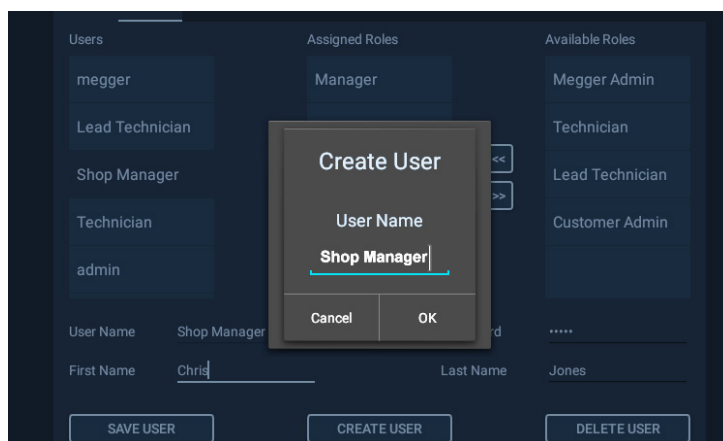 Users Assigned Roles Available Roles
megger Manager Megger Admin
Lead Technician Technician
Create User <<
Shop Manager Lead Technician
>>
Technician User Name Customer Admin
Shop Manager
admin
Cancel OK
User Name Shop Manager rd •••••
First Name Chris Last Name Jones
SAVE USER CREATE USER DELETE USER